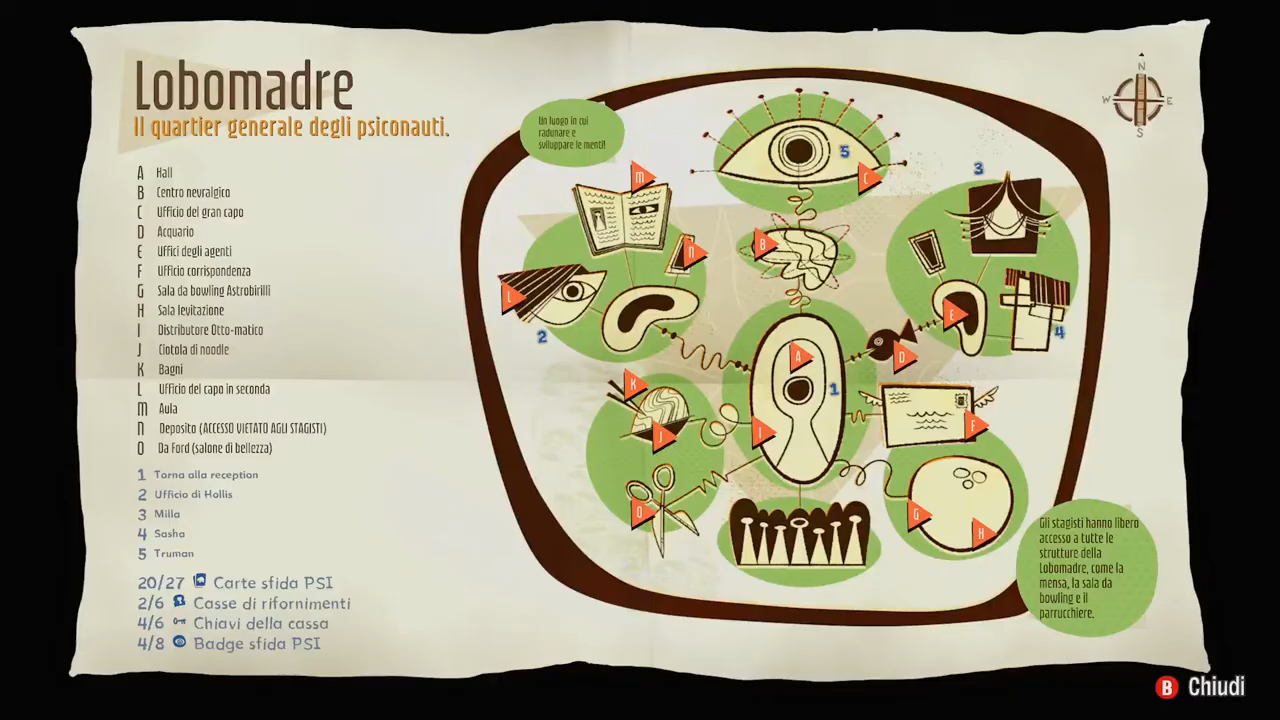 Lobomadre
Il quartier generale degli psiconauti.
A Hall
B Centro nevralgico
C Ufficio del gran capo
D Acquario
E Uffici degli agenti
F Ufficio corrispondenza
G Sala da bowling Astrobirilli
H Sala levitazione
I Distributore Otto-matico
J Ciotola di noodle
K Bagni
L Ufficio del capo in seconda
M Aula
N Deposito (ACCESSO VIETATO AGLI STAGISTI)
O Da Ford (salone di bellezza)
1 Torna alla reception
2 Ufficio di Hollis
3 Milla
4 Sasha
5 Truman
20/27 Carte sfida PSI
2/6 Casse di rifornimenti
4/6 Chiavi della cassa
4/8 Badge sfida PSI
Un luogo in cui
radunare e
sviluppare le menti!
N
W E
S
5
C
3
M
B
N
L
2
E
4
A
D
1
K
J
I
F
O
G
H
Gli stagisti hanno libero
accesso a tutte le
strutture della
Lobomadre, come la
mensa, la sala da
bowling e il
parrucchiere.
B Chiudi